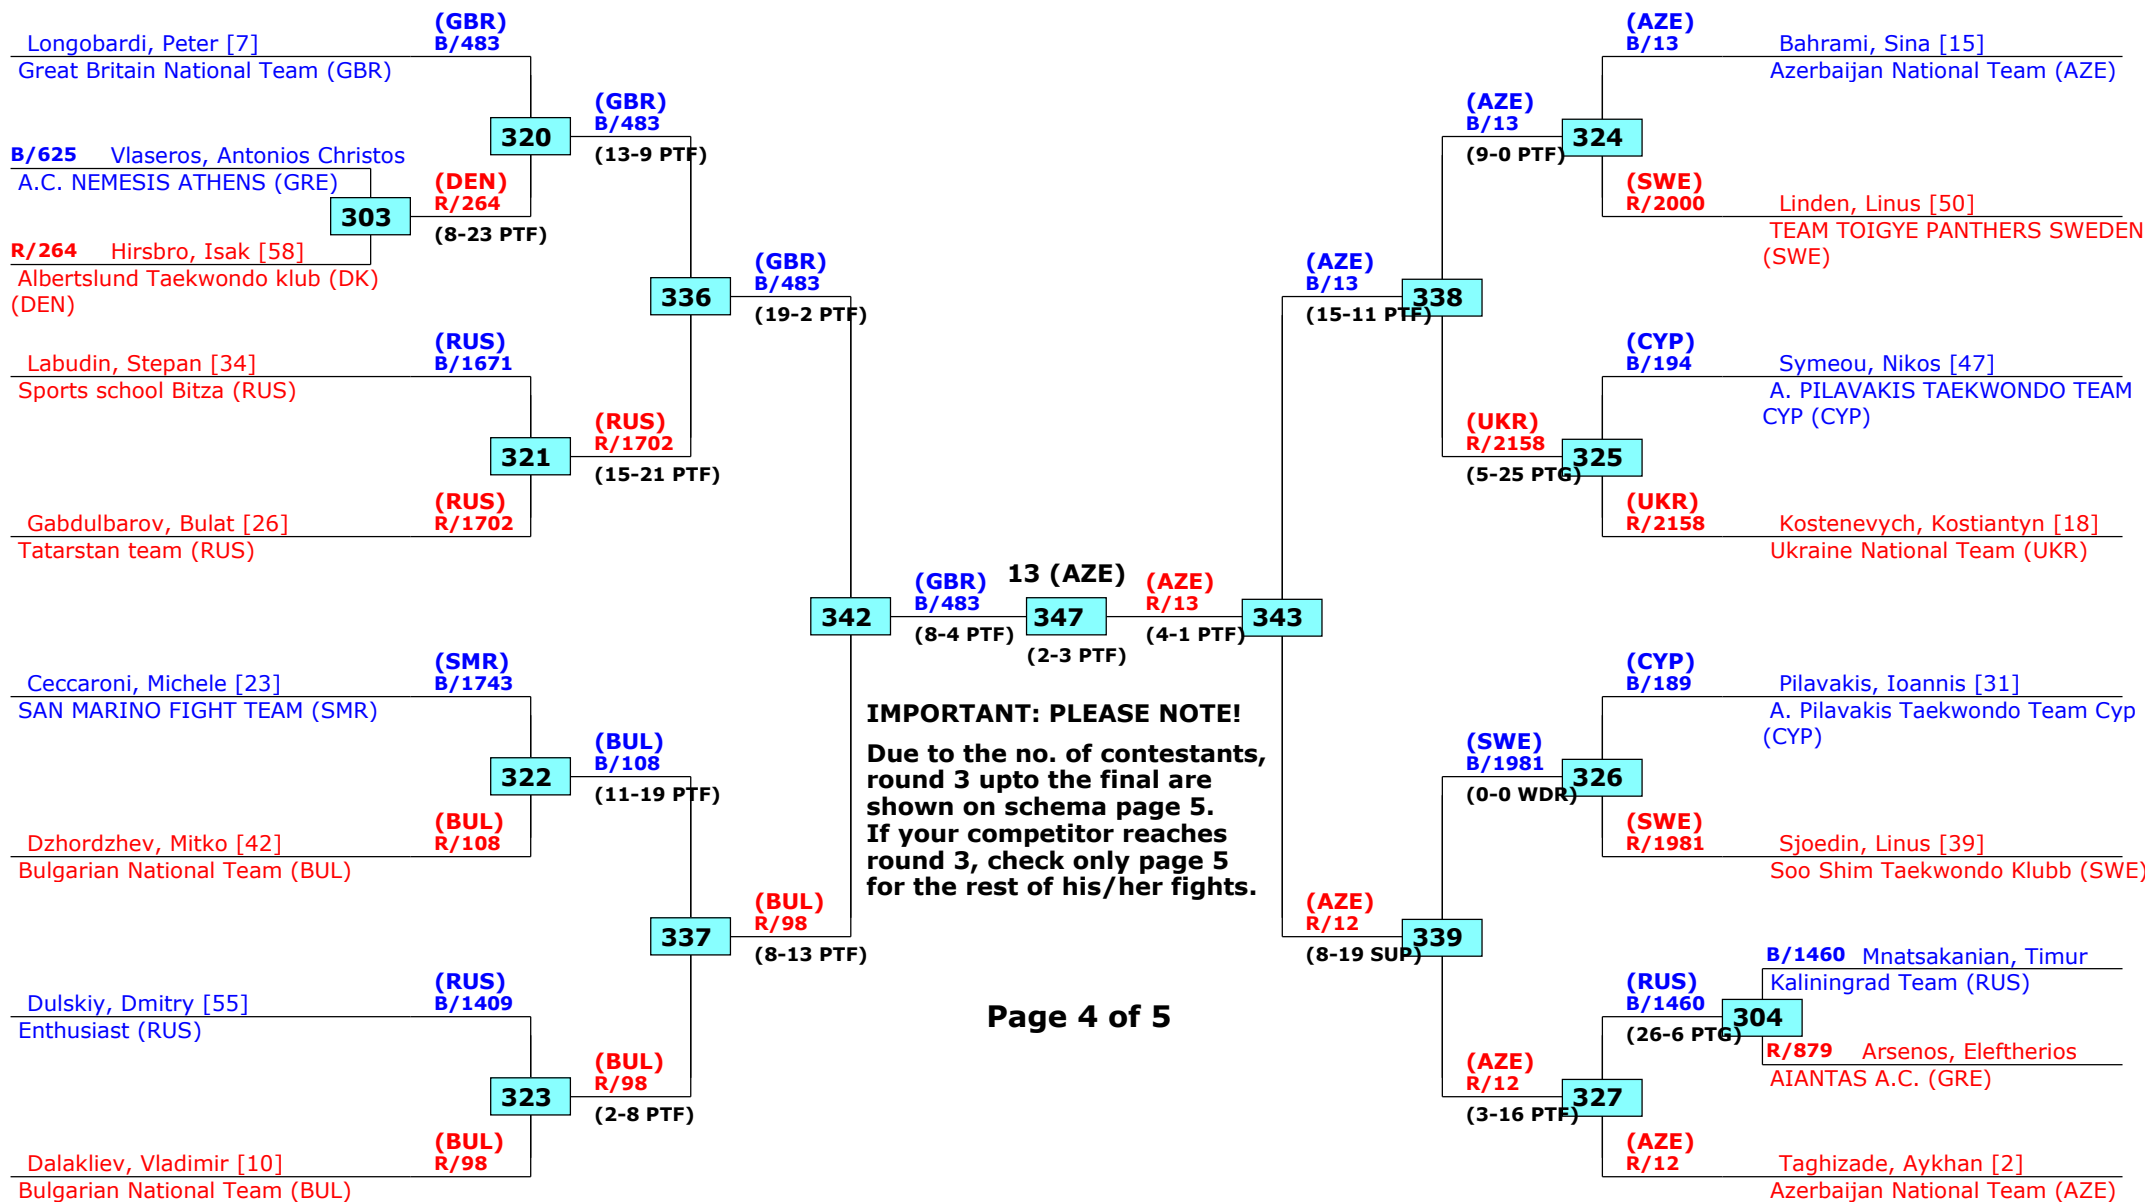 (GBR)
B/483
Longobardi, Peter [7]
Great Britain National Team (GBR)
320
(GBR)
B/483
(13-9 PTF)
B/625 Vlaseros, Antonios Christos
A.C. NEMESIS ATHENS (GRE)
303
(DEN)
R/264
(8-23 PTF)
R/264 Hirsbro, Isak [58]
Albertslund Taekwondo klub (DK)
(DEN)
336
(GBR)
B/483
(19-2 PTF)
(RUS)
B/1671
Labudin, Stepan [34]
Sports school Bitza (RUS)
321
(RUS)
R/1702
(15-21 PTF)
(RUS)
R/1702
Gabdulbarov, Bulat [26]
Tatarstan team (RUS)
342
(GBR)
B/483
(8-4 PTF)
13 (AZE)
347
(2-3 PTF)
(AZE)
R/13
(4-1 PTF)
343
(SMR)
B/1743
Ceccaroni, Michele [23]
SAN MARINO FIGHT TEAM (SMR)
322
(BUL)
B/108
(11-19 PTF)
(BUL)
R/108
Dzhordzhev, Mitko [42]
Bulgarian National Team (BUL)
337
(BUL)
R/98
(8-13 PTF)
(RUS)
B/1409
Dulskiy, Dmitry [55]
Enthusiast (RUS)
323
(BUL)
R/98
(2-8 PTF)
(BUL)
R/98
Dalakliev, Vladimir [10]
Bulgarian National Team (BUL)
IMPORTANT: PLEASE NOTE!
Due to the no. of contestants,
round 3 upto the final are
shown on schema page 5.
If your competitor reaches
round 3, check only page 5
for the rest of his/her fights.
Page 4 of 5
(AZE)
B/13
Bahrami, Sina [15]
Azerbaijan National Team (AZE)
(AZE)
B/13
(9-0 PTF)
324
(SWE)
R/2000
Linden, Linus [50]
TEAM TOIGYE PANTHERS SWEDEN
(SWE)
(AZE)
B/13
(15-11 PTF)
338
(CYP)
B/194
Symeou, Nikos [47]
A. PILAVAKIS TAEKWONDO TEAM
CYP (CYP)
(UKR)
R/2158
(5-25 PTG)
325
(UKR)
R/2158
Kostenevych, Kostiantyn [18]
Ukraine National Team (UKR)
(CYP)
B/189
Pilavakis, Ioannis [31]
A. Pilavakis Taekwondo Team Cyp
(CYP)
(SWE)
B/1981
(0-0 WDR)
326
(SWE)
R/1981
Sjoedin, Linus [39]
Soo Shim Taekwondo Klubb (SWE)
(AZE)
R/12
(8-19 SUP)
339
B/1460 Mnatsakanian, Timur
Kaliningrad Team (RUS)
(RUS)
B/1460
(26-6 PTG)
304
R/879 Arsenos, Eleftherios
AIANTAS A.C. (GRE)
(AZE)
R/12
(3-16 PTF)
327
(AZE)
R/12
Taghizade, Aykhan [2]
Azerbaijan National Team (AZE)